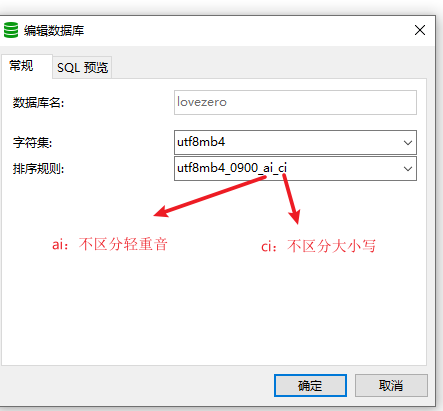 编辑数据库
常规
SQL 预览
数据库名:
lovezero
字符集:
utf8mb4
排序规则:
utf8mb4_0900_ai_ci
ai：不区分轻重音
ci：不区分大小写
确定
取消